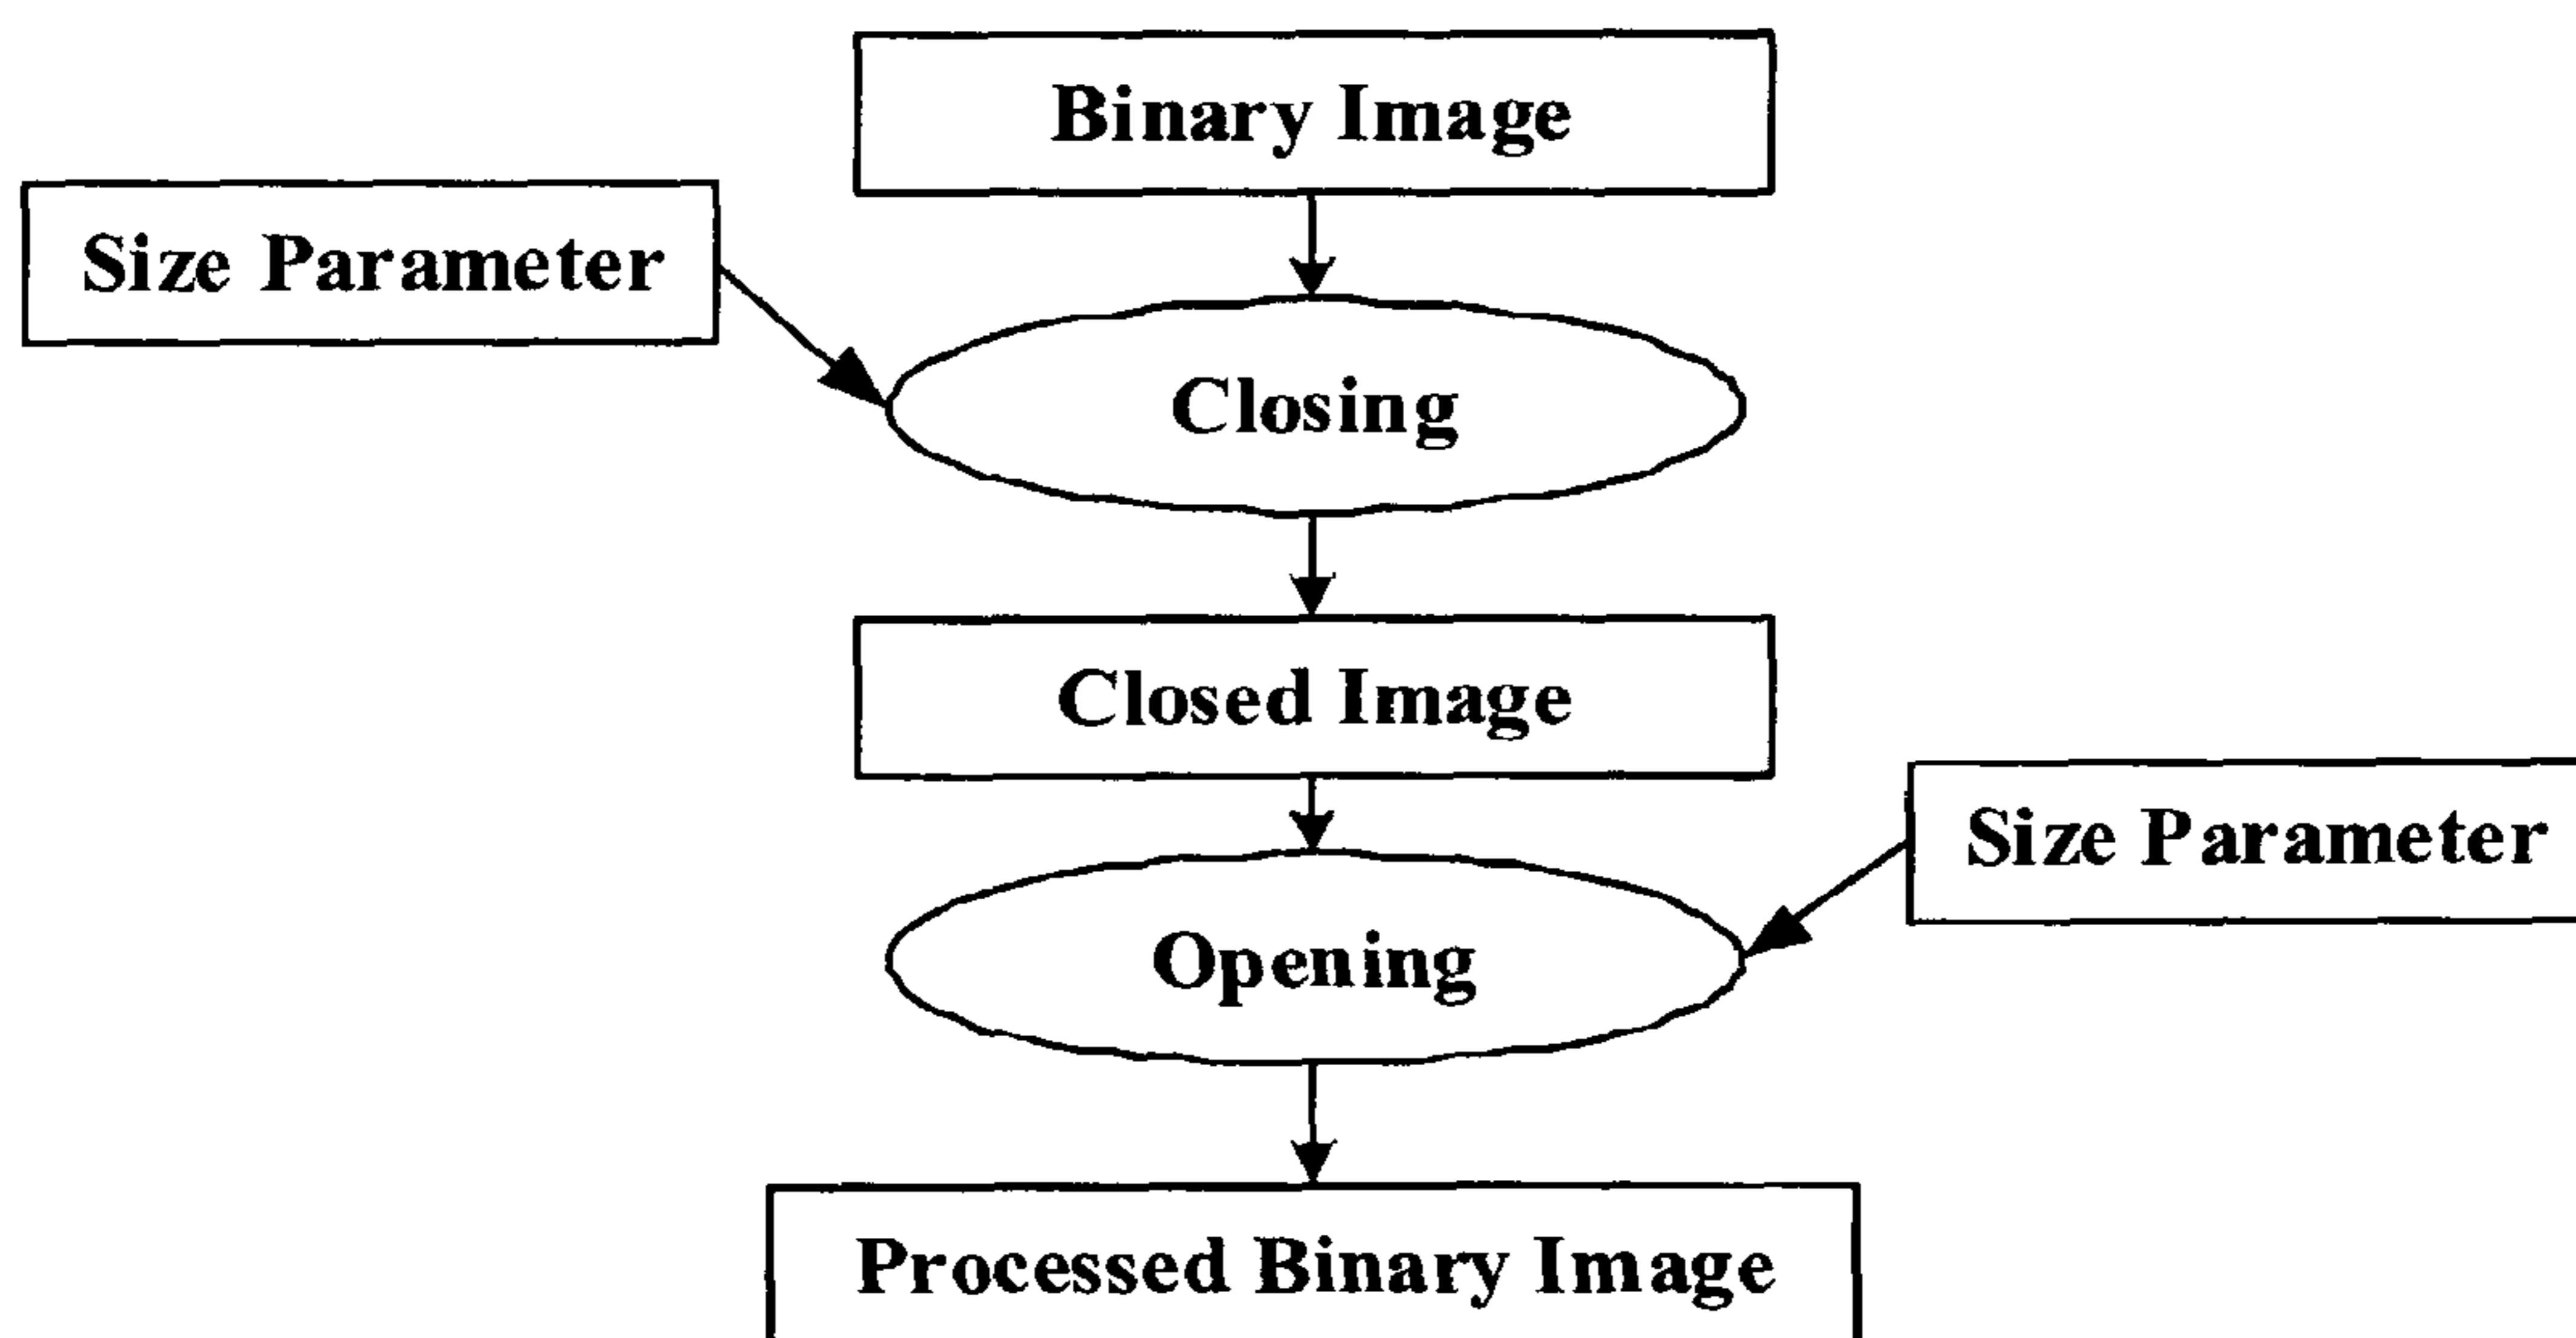 Binary Image
Size Parameter
Closing
Closed Image
Size Parameter
Opening
Processed Binary Image